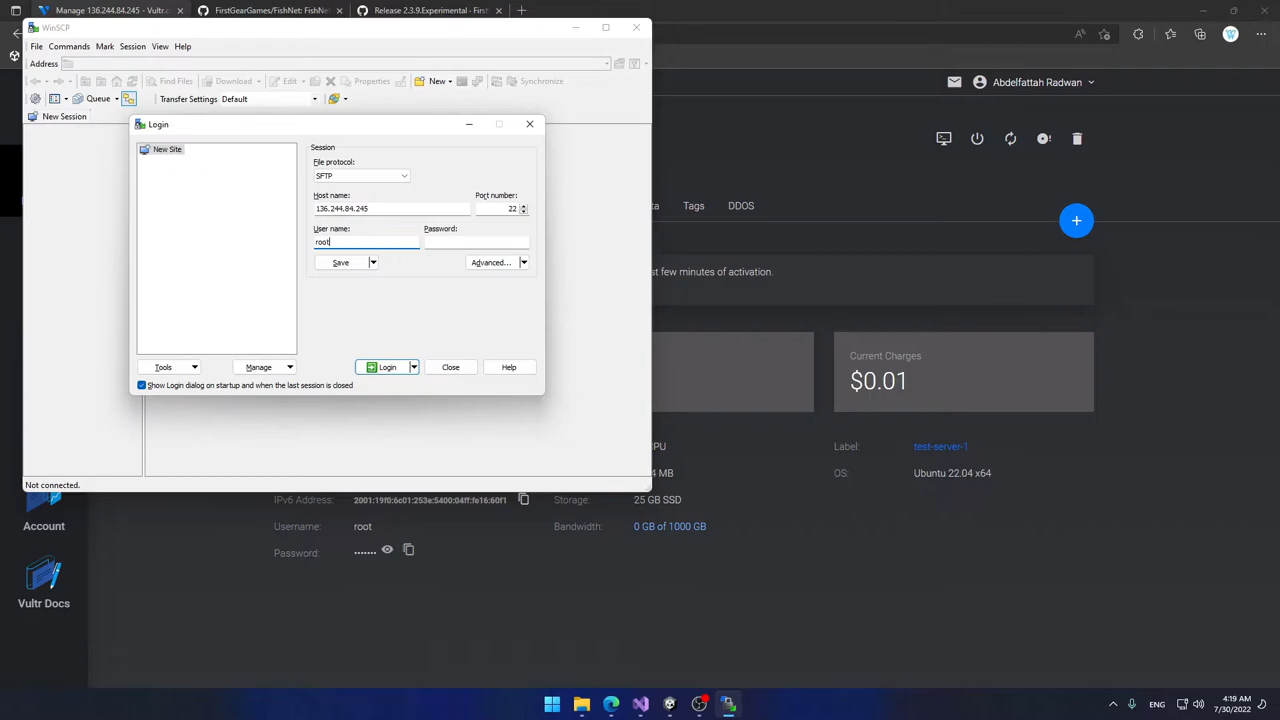 Manage 136.244.84.245 - Vultr.c
FirstGearGames/FishNet: FishNet
Release 2.3.9.Experimental · First
WinSCP
File Commands Mark Session View Help
Address
Find Files Download Edit Properties New Synchronize
Queue Transfer Settings Default
New Session
Abdelfattah Radwan
Login
New Site
Session
File protocol:
SFTP
Host name: Port number:
136.244.84.245 22
User name: Password:
root
Save Advanced...
Tools Manage Login Close Help
Show Login dialog on startup and when the last session is closed
Not connected.
ta Tags DDOS
st few minutes of activation.
Current Charges
$0.01
CPU Label: test-server-1
4 MB OS: Ubuntu 22.04 x64
IPv6 Address: 2001:19f0:6c01:253e:5400:04ff:fe16:60f1 Storage: 25 GB SSD
Username: root Bandwidth: 0 GB of 1000 GB
Password: •••••••
Account
Vultr Docs
ENG 4:19 AM
7/30/2022